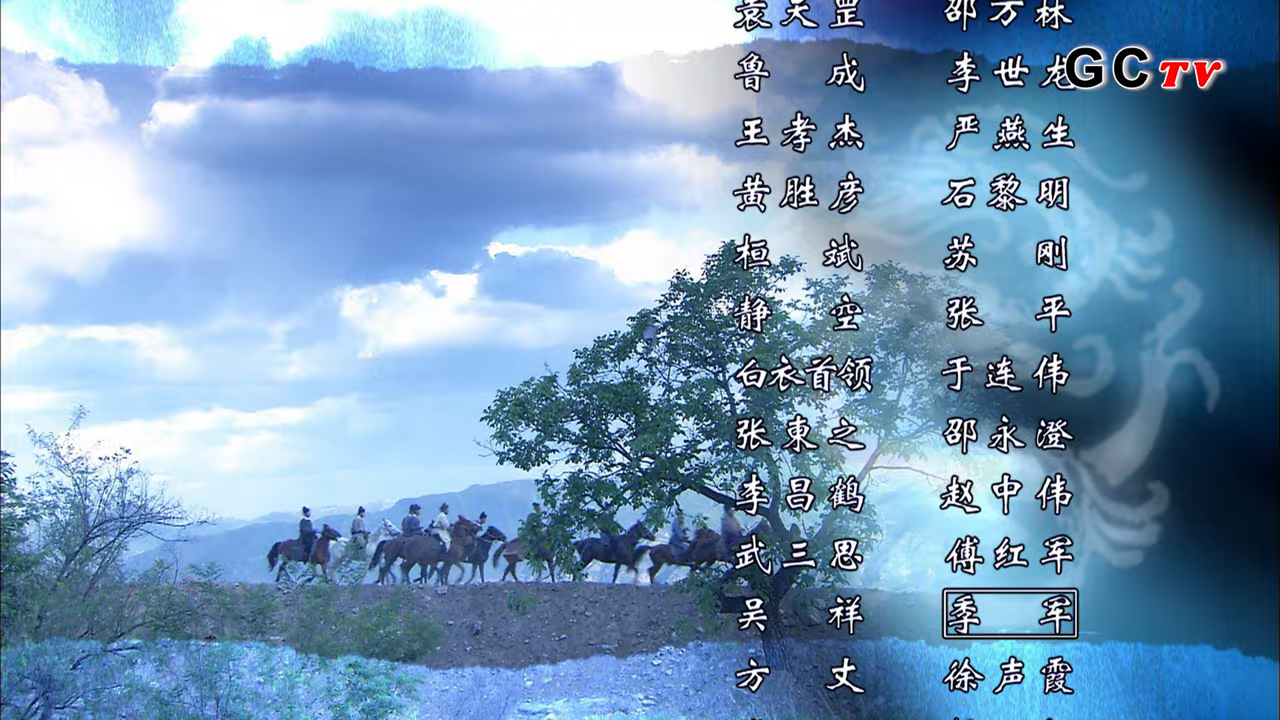 袁天罡 邵万林
GCTV
鲁成 李世龙
王孝杰 严燕生
黄胜彦 石黎明
桓斌 苏刚
静空 张平
白衣首领 于连伟
张柬之 邵永澄
李昌鹤 赵中伟
武三思 傅红军
吴祥 季军
方丈 徐声霞